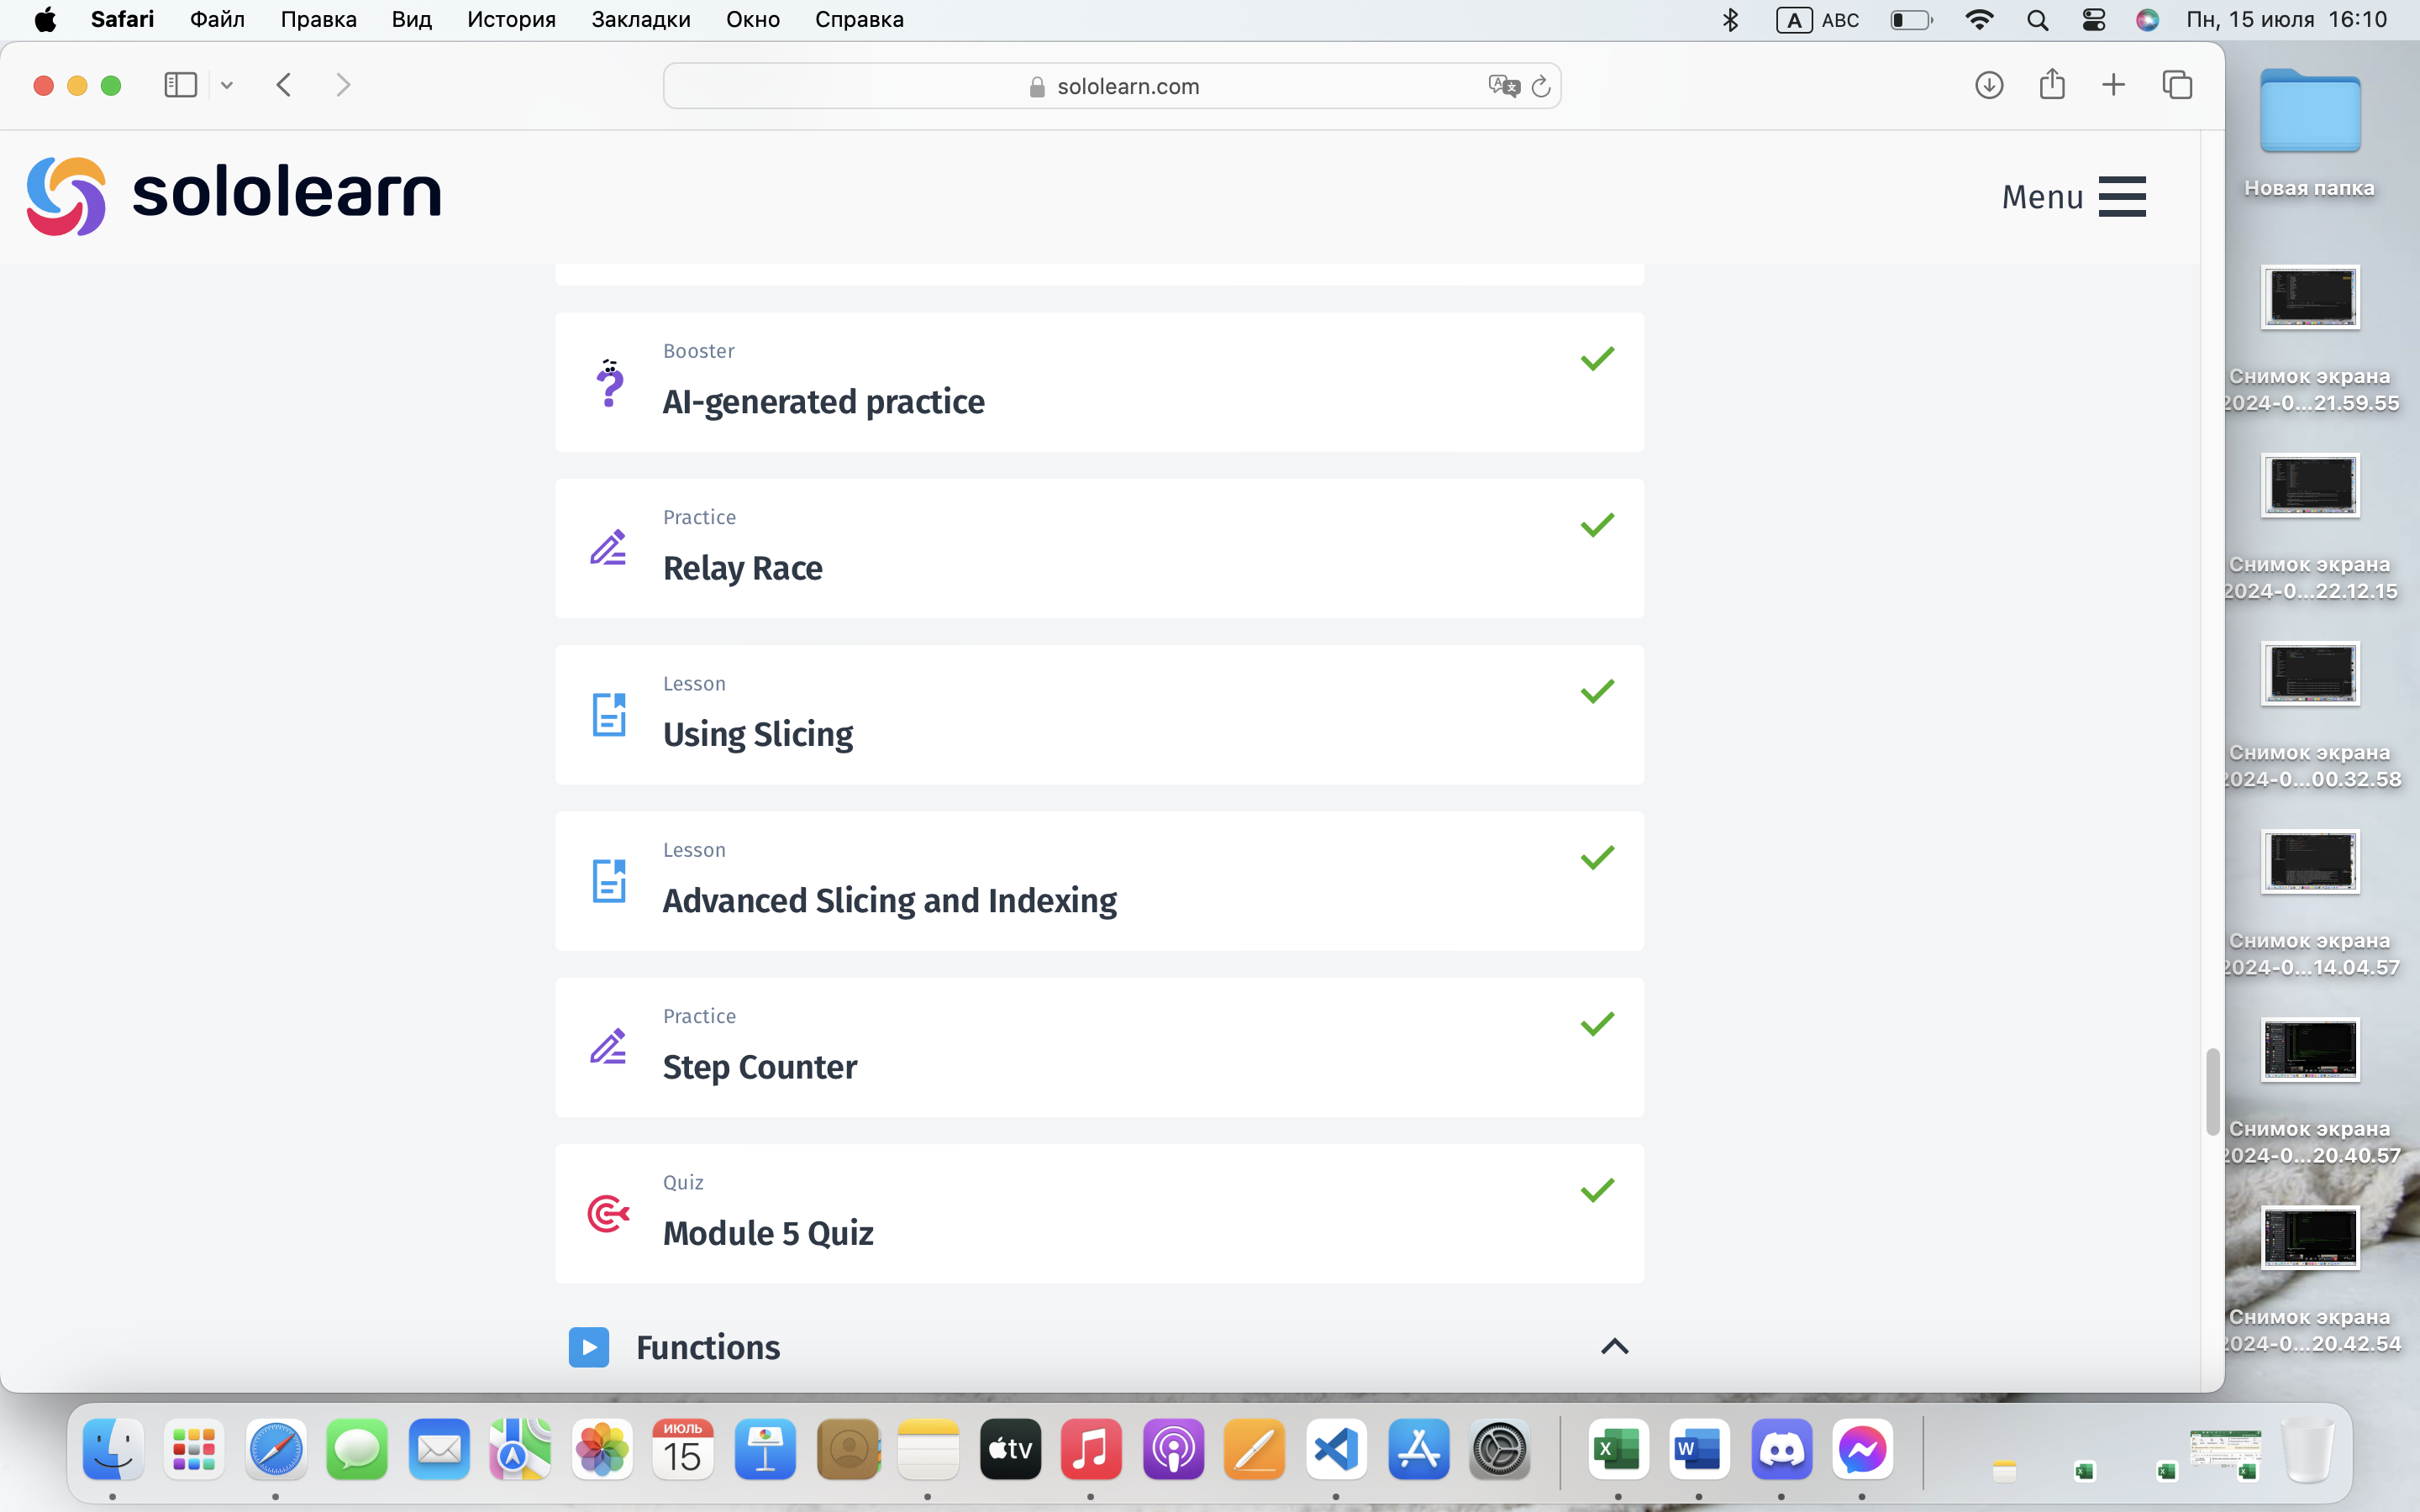 Safari Файл Правка Вид История Закладки Окно Справка A ABC Пн, 15 июля 16:10
sololearn.com
sololearn
Menu
Booster
AI-generated practice
Practice
Relay Race
Lesson
Using Slicing
Lesson
Advanced Slicing and Indexing
Practice
Step Counter
Quiz
Module 5 Quiz
Functions
Новая папка
Снимок экрана
2024-0...21.59.55
Снимок экрана
2024-0...22.12.15
Снимок экрана
2024-0...00.32.58
Снимок экрана
2024-0...14.04.57
Снимок экрана
2024-0...20.40.57
Снимок экрана
2024-0...20.42.54
ИЮЛЬ
15
tv
X
W